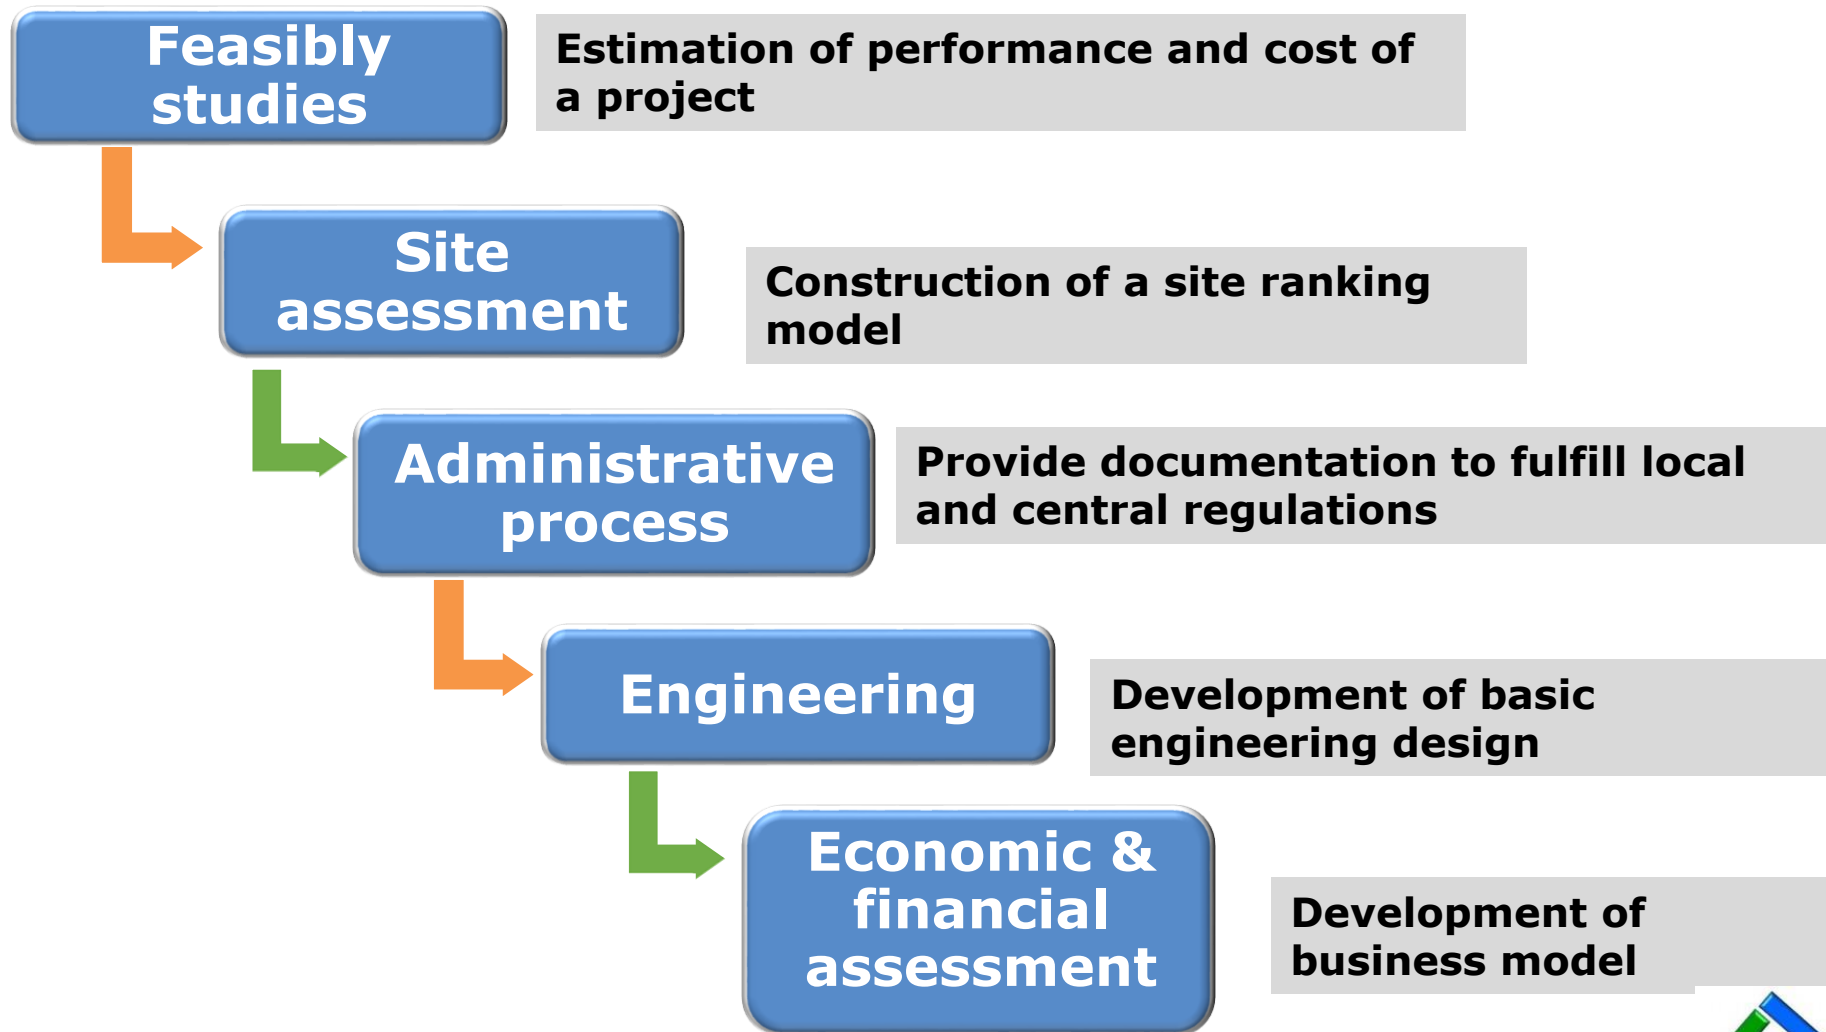 Feasibly
studies
Estimation of performance and cost of
a project
Site
assessment
Construction of a site ranking
model
Administrative
process
Provide documentation to fulfill local
and central regulations
Engineering
Development of basic
engineering design
Economic &
financial
assessment
Development of
business model